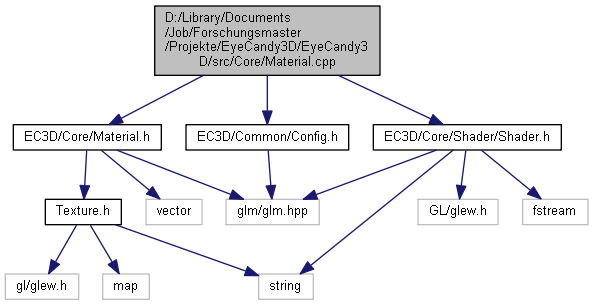 D:/Library/Documents
/Job/Forschungsmaster
/Projekte/EyeCandy3D/EyeCandy3
D/src/Core/Material.cpp
EC3D/Core/Material.h
EC3D/Common/Config.h
EC3D/Core/Shader/Shader.h
Texture.h
vector
glm/glm.hpp
GL/glew.h
fstream
gl/glew.h
map
string